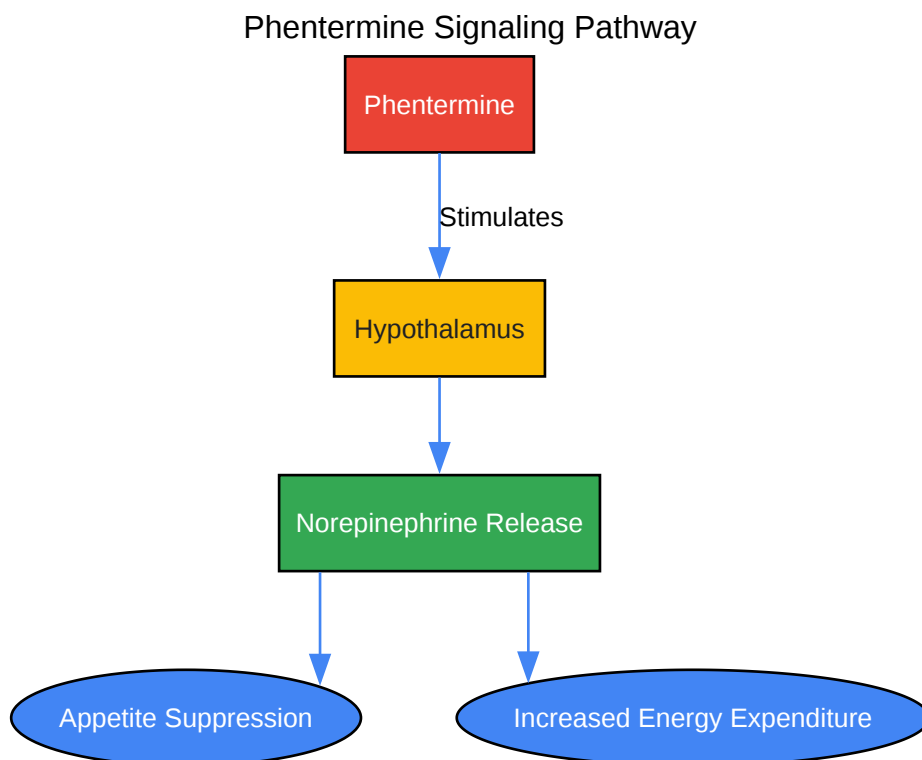 Phentermine Signaling Pathway
Phentermine
Stimulates
Hypothalamus
Norepinephrine Release
Appetite Suppression
Increased Energy Expenditure